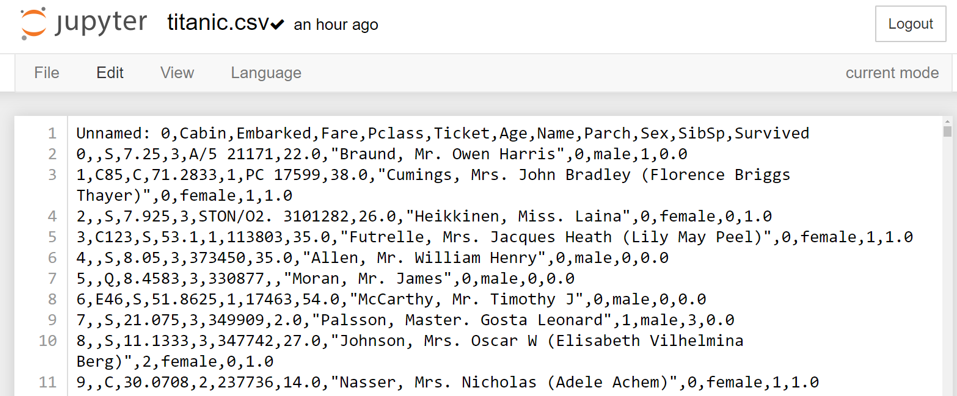 jupyter titanic.csv✔ an hour ago Logout
File Edit View Language current mode
1 Unnamed: 0,Cabin,Embarked,Fare,Pclass,Ticket,Age,Name,Parch,Sex,SibSp,Survived
2 0,,S,7.25,3,A/5 21171,22.0,"Braund, Mr. Owen Harris",0,male,1,0.0
3 1,C85,C,71.2833,1,PC 17599,38.0,"Cumings, Mrs. John Bradley (Florence Briggs
Thayer)",0,female,1,1.0
4 2,,S,7.925,3,STON/O2. 3101282,26.0,"Heikkinen, Miss. Laina",0,female,0,1.0
5 3,C123,S,53.1,1,113803,35.0,"Futrelle, Mrs. Jacques Heath (Lily May Peel)",0,female,1,1.0
6 4,,S,8.05,3,373450,35.0,"Allen, Mr. William Henry",0,male,0,0.0
7 5,,Q,8.4583,3,330877,,"Moran, Mr. James",0,male,0,0.0
8 6,E46,S,51.8625,1,17463,54.0,"McCarthy, Mr. Timothy J",0,male,0,0.0
9 7,,S,21.075,3,349909,2.0,"Palsson, Master. Gosta Leonard",1,male,3,0.0
10 8,,S,11.1333,3,347742,27.0,"Johnson, Mrs. Oscar W (Elisabeth Vilhelmina
Berg)",2,female,0,1.0
11 9,,C,30.0708,2,237736,14.0,"Nasser, Mrs. Nicholas (Adele Achem)",0,female,1,1.0